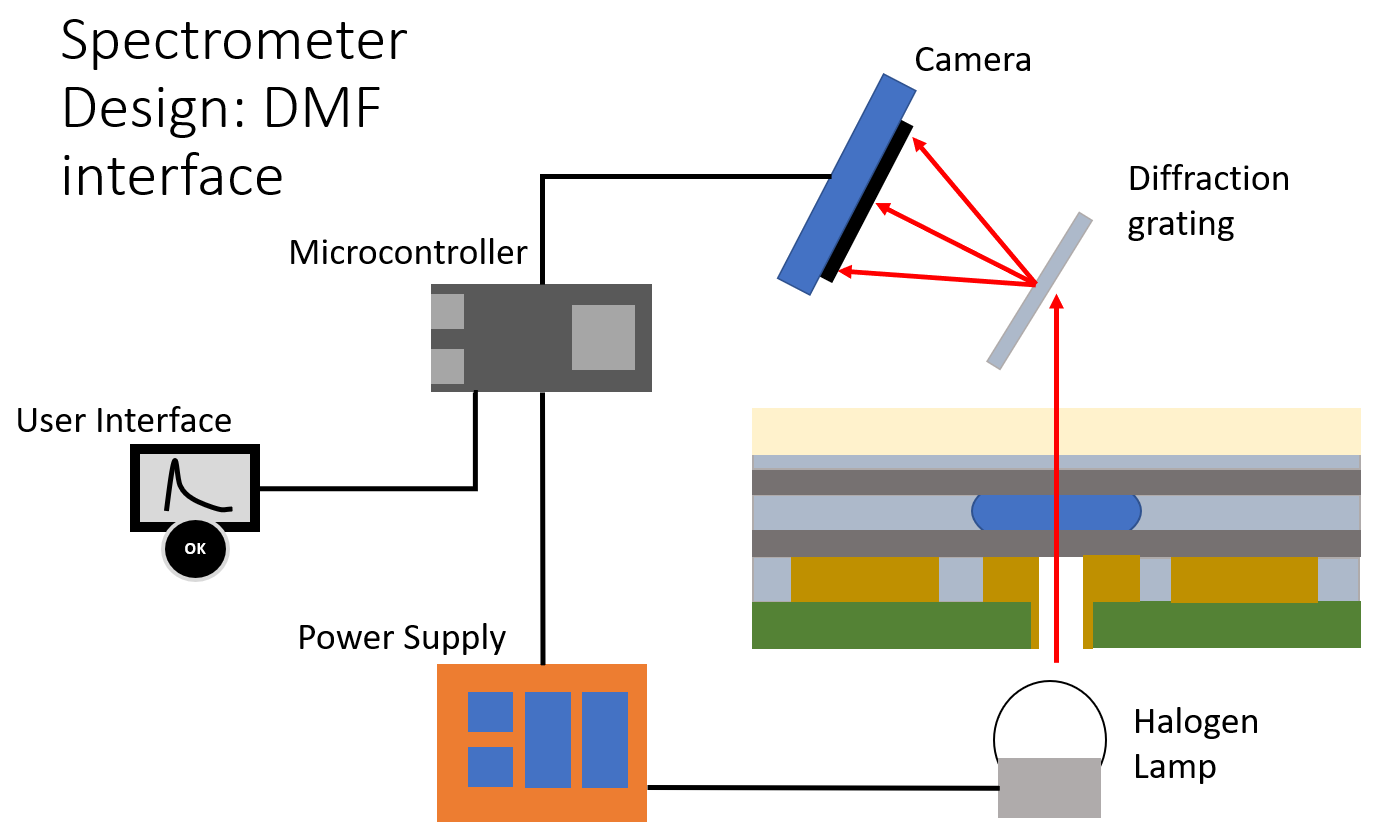 Spectrometer
Design: DMF
interface
Camera
Diffraction
grating
Microcontroller
User Interface
OK
Power Supply
Halogen
Lamp